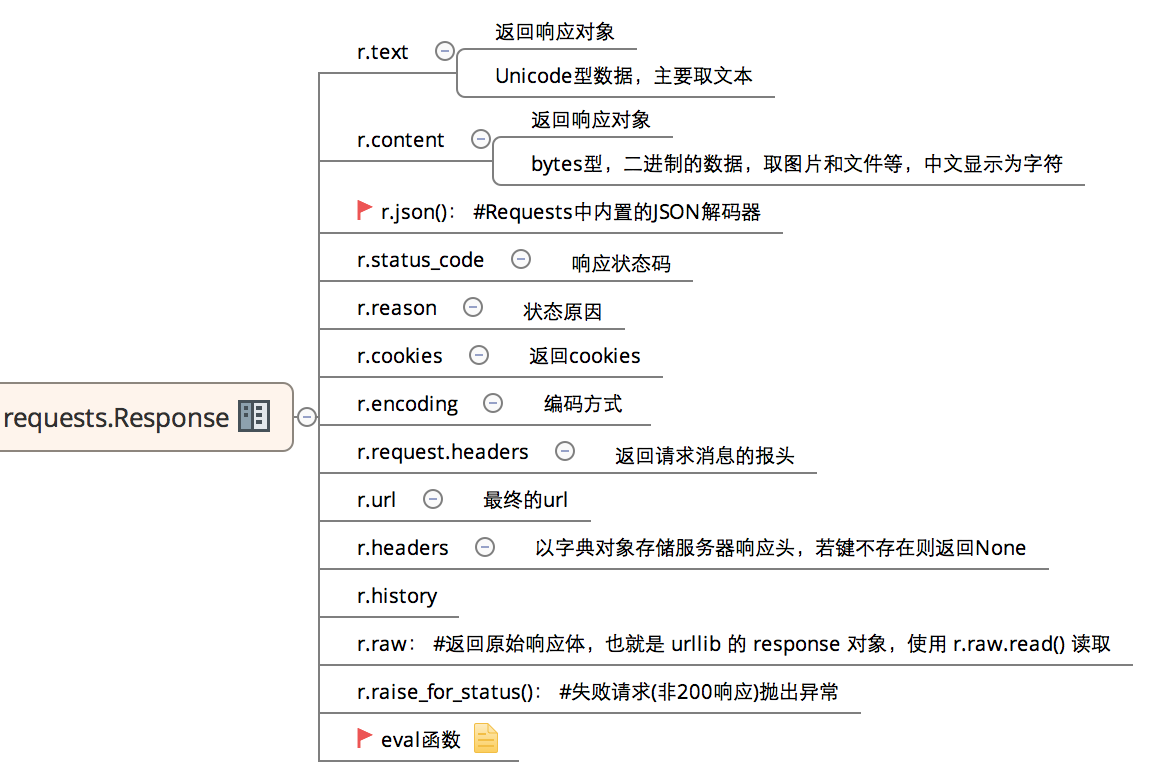 r.text
返回响应对象
Unicode型数据，主要取文本
r.content
返回响应对象
bytes型，二进制的数据，取图片和文件等，中文显示为字符
r.json()： #Requests中内置的JSON解码器
r.status_code 响应状态码
r.reason 状态原因
r.cookies 返回cookies
r.encoding 编码方式
requests.Response
r.request.headers 返回请求消息的报头
r.url 最终的url
r.headers 以字典对象存储服务器响应头，若键不存在则返回None
r.history
r.raw： #返回原始响应体，也就是 urllib 的 response 对象，使用 r.raw.read() 读取
r.raise_for_status()： #失败请求(非200响应)抛出异常
eval函数